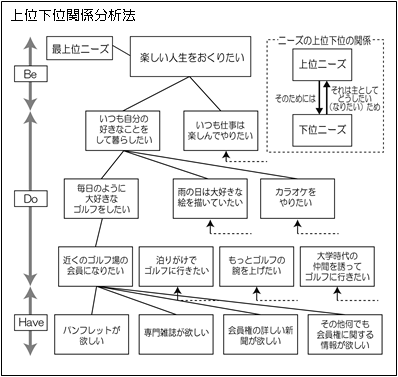 上位下位関係分析法
最上位ニーズ
楽しい人生をおくりたい
ニーズの上位下位の関係
上位ニーズ
そのためには
それは主として
どうしたい
(なりたい)ため
下位ニーズ
Be
いつも自分の
好きなことを
して暮らしたい
いつも仕事は
楽しんでやりたい
Do
毎日のように
大好きな
ゴルフをしたい
雨の日は大好きな
絵を描いていたい
カラオケを
やりたい
近くのゴルフ場の
会員になりたい
泊りがけで
ゴルフに行きたい
もっとゴルフの
腕を上げたい
大学時代の
仲間を誘って
ゴルフに行きたい
Have
パンフレットが
欲しい
専門雑誌が欲しい
会員権の詳しい新
聞が欲しい
その他何でも
会員権に関する
情報が欲しい